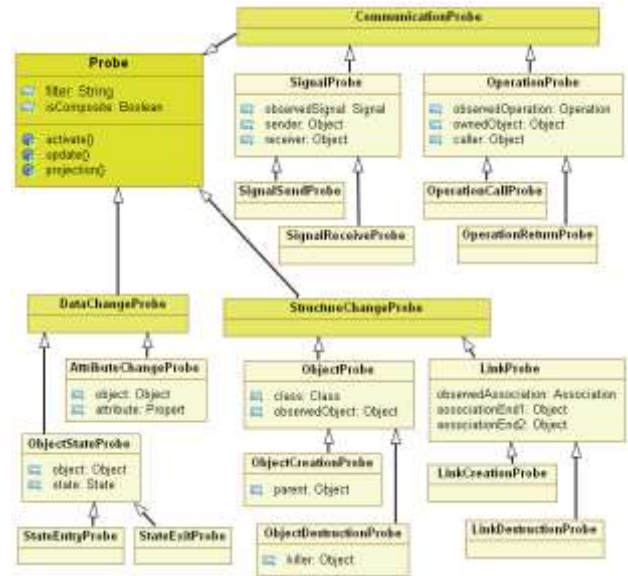 CommunicationProbe
Probe
filter: String
isComposite: Boolean
activate()
update()
projection()
SignalProbe
observedSignal: Signal
sender: Object
receiver: Object
OperationProbe
observedOperation: Operation
ownedObject: Object
caller: Object
SignalSendProbe
SignalReceiveProbe
OperationCallProbe
OperationReturnProbe
DataChangeProbe
StructureChangeProbe
AttributeChangeProbe
object: Object
attribute: Propert
ObjectProbe
class: Class
observedObject: Object
LinkProbe
observedAssociation: Association
associationEnd1: Object
associationEnd2: Object
ObjectStateProbe
object: Object
state: State
ObjectCreationProbe
parent: Object
LinkCreationProbe
StateEntryProbe
StateExitProbe
ObjectDestructionProbe
killer: Object
LinkDestructionProbe